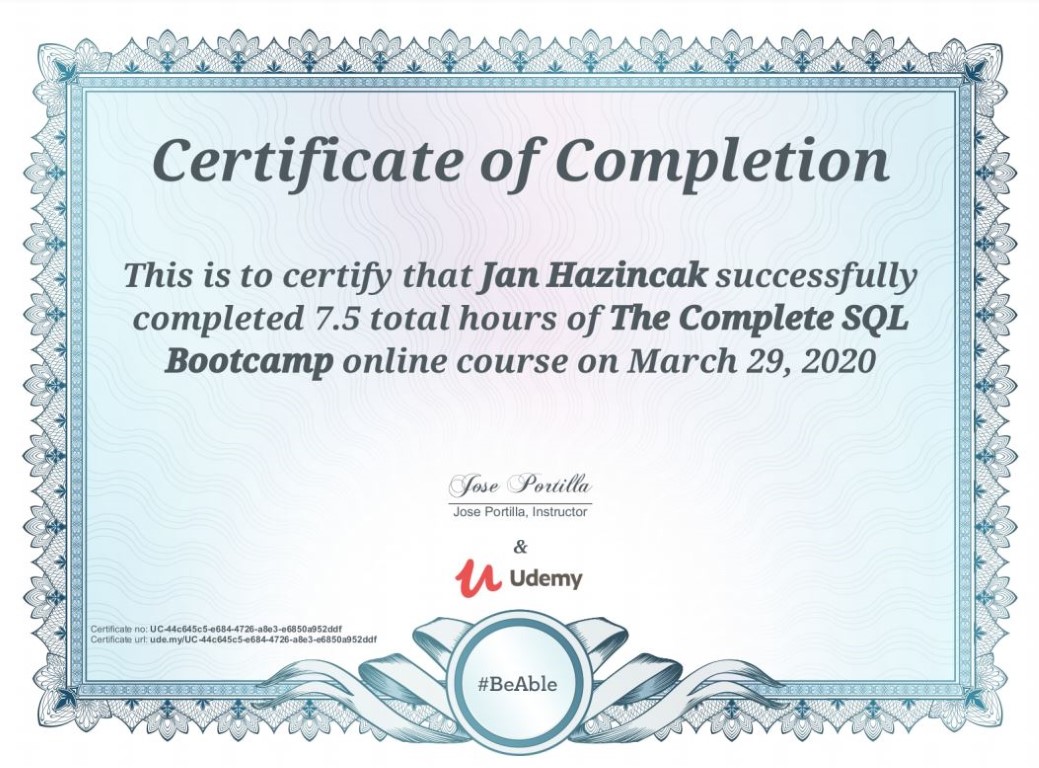 Certificate of Completion
This is to certify that Jan Hazincak successfully
completed 7.5 total hours of The Complete SQL
Bootcamp online course on March 29, 2020
Jose Portilla
Jose Portilla, Instructor
&
Udemy
Certificate no: UC-44c645c5-e684-4726-a8e3-e6850a952ddf
Certificate url: ude.my/UC-44c645c5-e684-4726-a8e3-e6850a952ddf
#BeAble